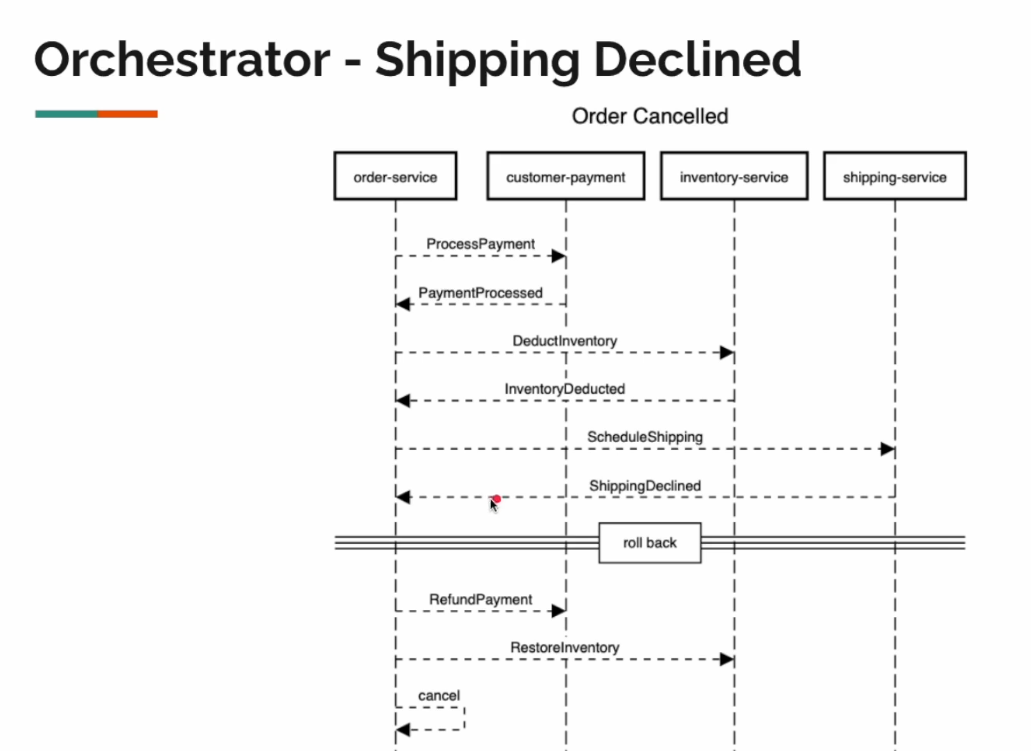 Orchestrator - Shipping Declined
Order Cancelled
order-service
customer-payment
inventory-service
shipping-service
ProcessPayment
PaymentProcessed
DeductInventory
InventoryDeducted
ScheduleShipping
ShippingDeclined
roll back
RefundPayment
RestoreInventory
cancel